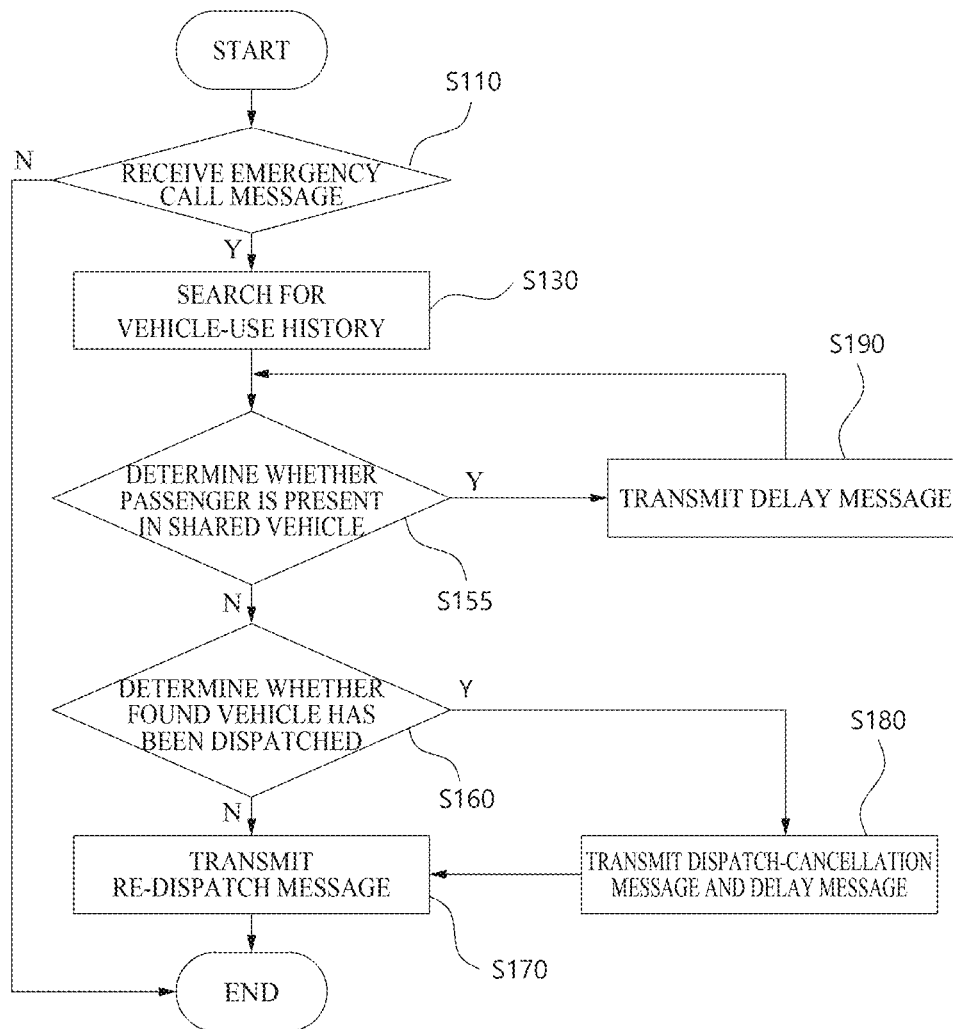 START
S110
N
RECEIVE EMERGENCY
CALL MESSAGE
Y
S130
SEARCH FOR
VEHICLE-USE HISTORY
S190
DETERMINE WHETHER
PASSENGER IS PRESENT
IN SHARED VEHICLE
Y
TRANSMIT DELAY MESSAGE
S155
N
DETERMINE WHETHER
FOUND VEHICLE HAS
BEEN DISPATCHED
Y
S180
S160
N
TRANSMIT
RE-DISPATCH MESSAGE
TRANSMIT DISPATCH-CANCELLATION
MESSAGE AND DELAY MESSAGE
S170
END